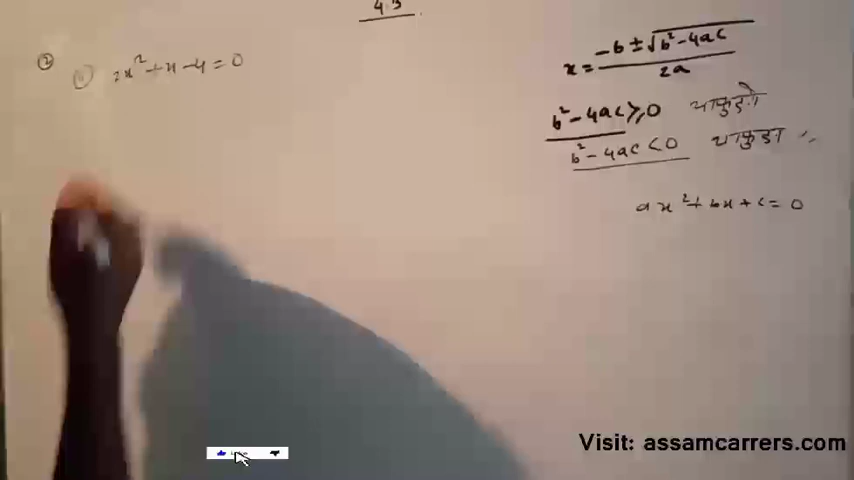 4.3
② (i) 2x² + x - 4 = 0
x = -b ± √b² - 4ac / 2a
b² - 4ac ≥ 0
b² - 4ac < 0
ax² + bx + c = 0
Visit: assamcarrers.com